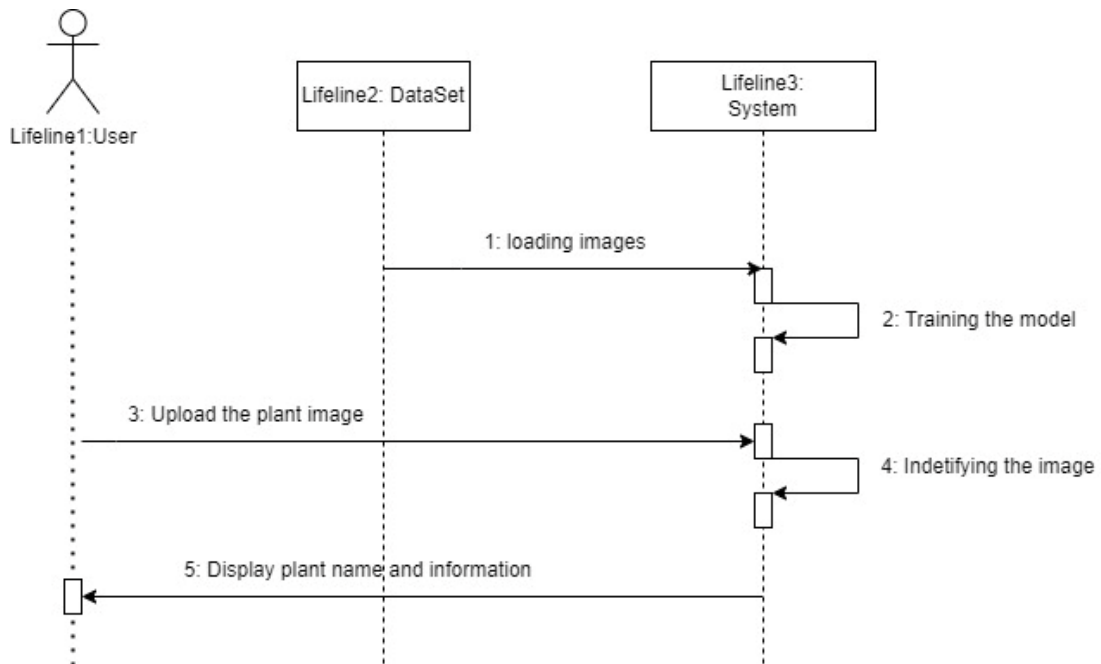 Lifeline1:User
Lifeline2: DataSet
Lifeline3:
System
1: loading images
2: Training the model
3: Upload the plant image
4: Indetifying the image
5: Display plant name and information